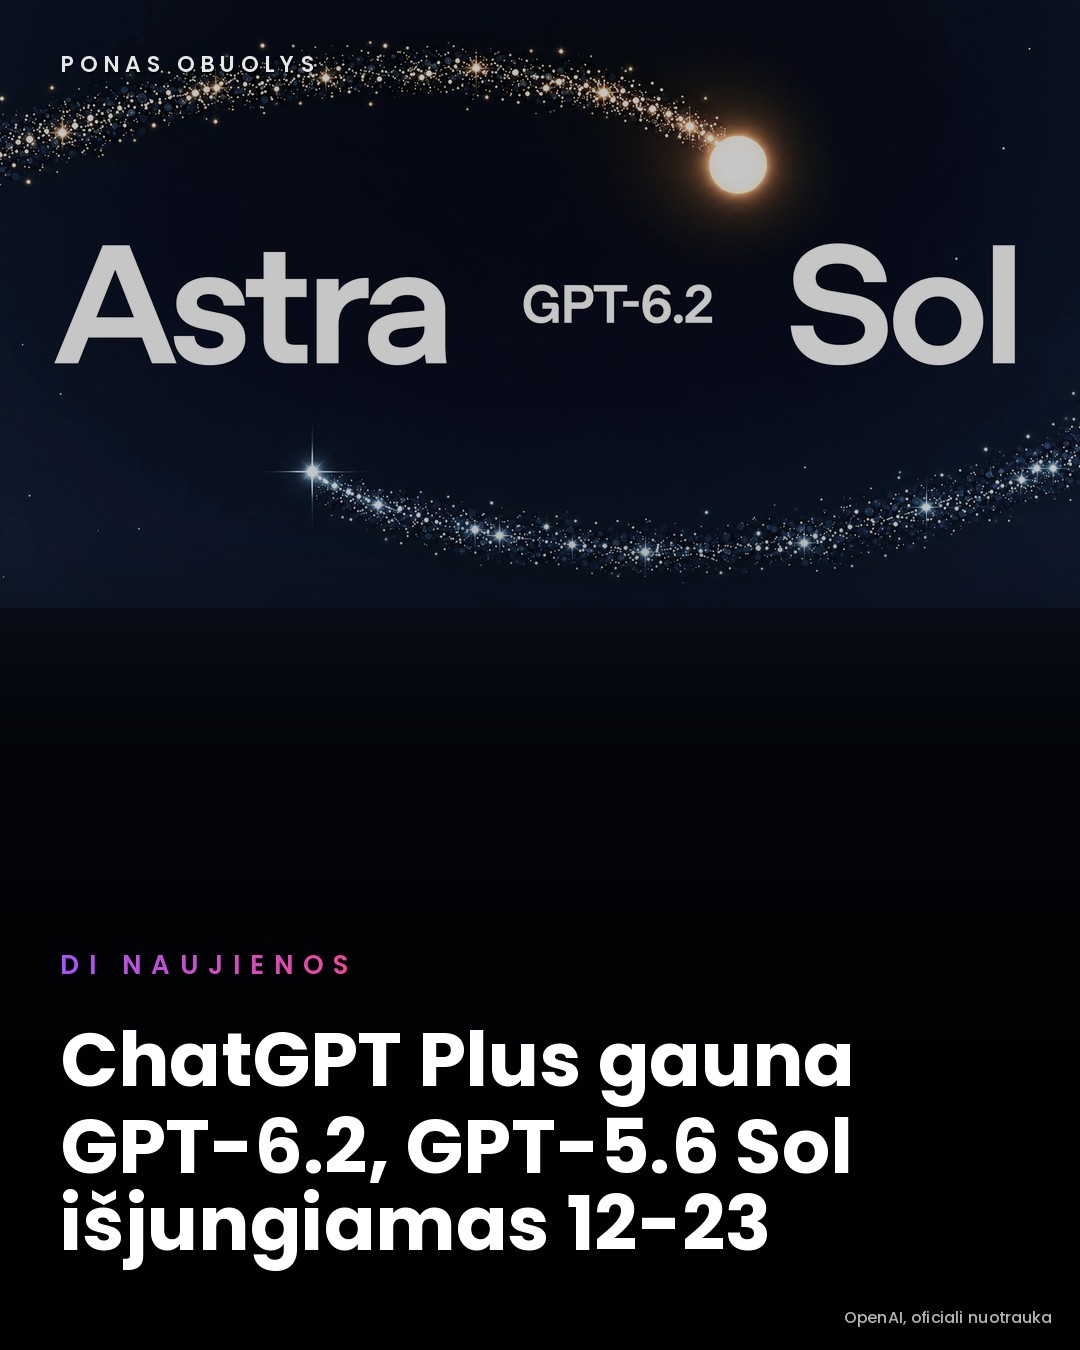 PONAS OBUOLYS
Astra GPT-6.2 Sol
DI NAUJIENOS
ChatGPT Plus gauna
GPT-6.2, GPT-5.6 Sol
išjungiamas 12-23
OpenAI, oficiali nuotrauka